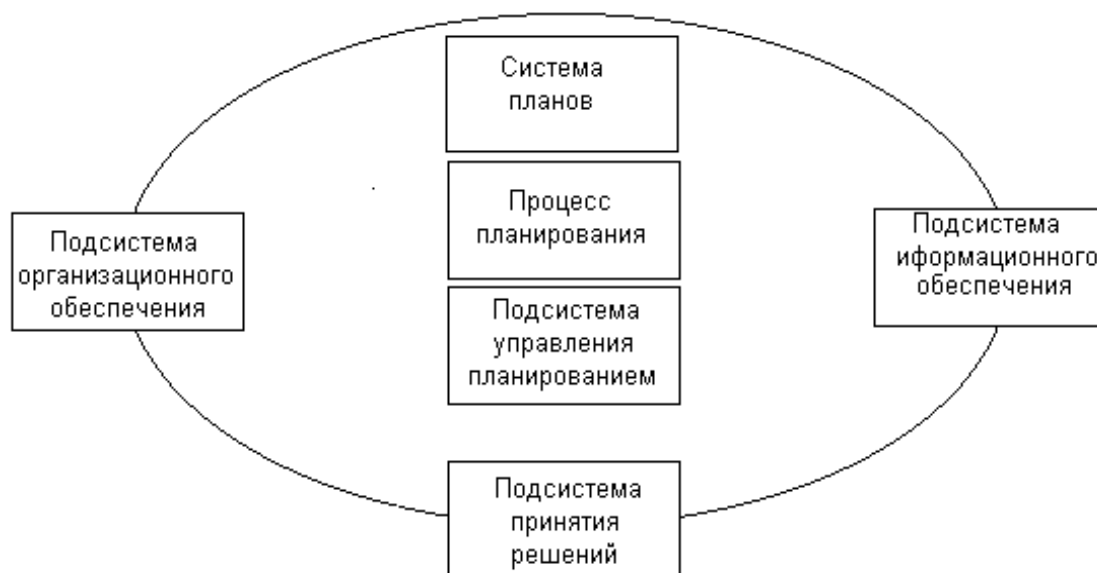 Система
планов
Процесс
планирования
Подсистема
организационного
обеспечения
Подсистема
иформационного
обеспечения
Подсистема
управления
планированием
Подсистема
принятия
решений